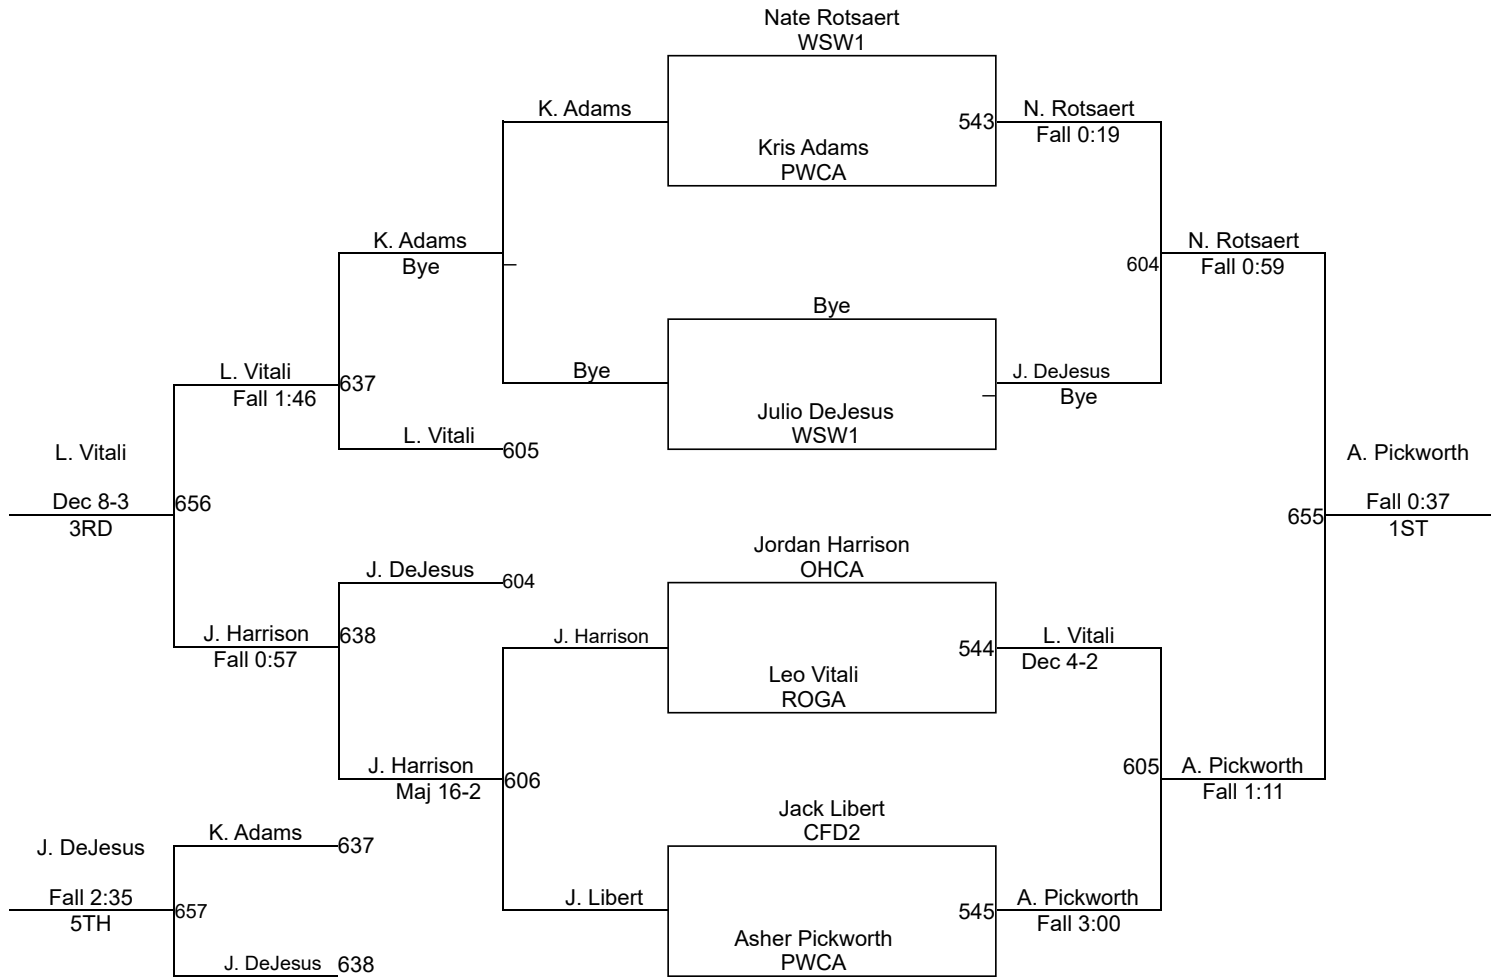 Nate Rotsaert
WSW1
K. Adams
543
N. Rotsaert
Fall 0:19
Kris Adams
PWCA
K. Adams
Bye
604
N. Rotsaert
Fall 0:59
Bye
L. Vitali
Fall 1:46
637
Bye
J. DeJesus
Bye
Julio DeJesus
WSW1
L. Vitali
605
L. Vitali
Dec 8-3
3RD
656
A. Pickworth
Fall 0:37
1ST
655
Jordan Harrison
OHCA
J. DeJesus
604
J. Harrison
Fall 0:57
638
J. Harrison
544
L. Vitali
Dec 4-2
Leo Vitali
ROGA
J. Harrison
Maj 16-2
606
605
A. Pickworth
Fall 1:11
Jack Libert
CFD2
K. Adams
637
J. DeJesus
Fall 2:35
5TH
657
J. Libert
545
A. Pickworth
Fall 3:00
Asher Pickworth
PWCA
J. DeJesus
638